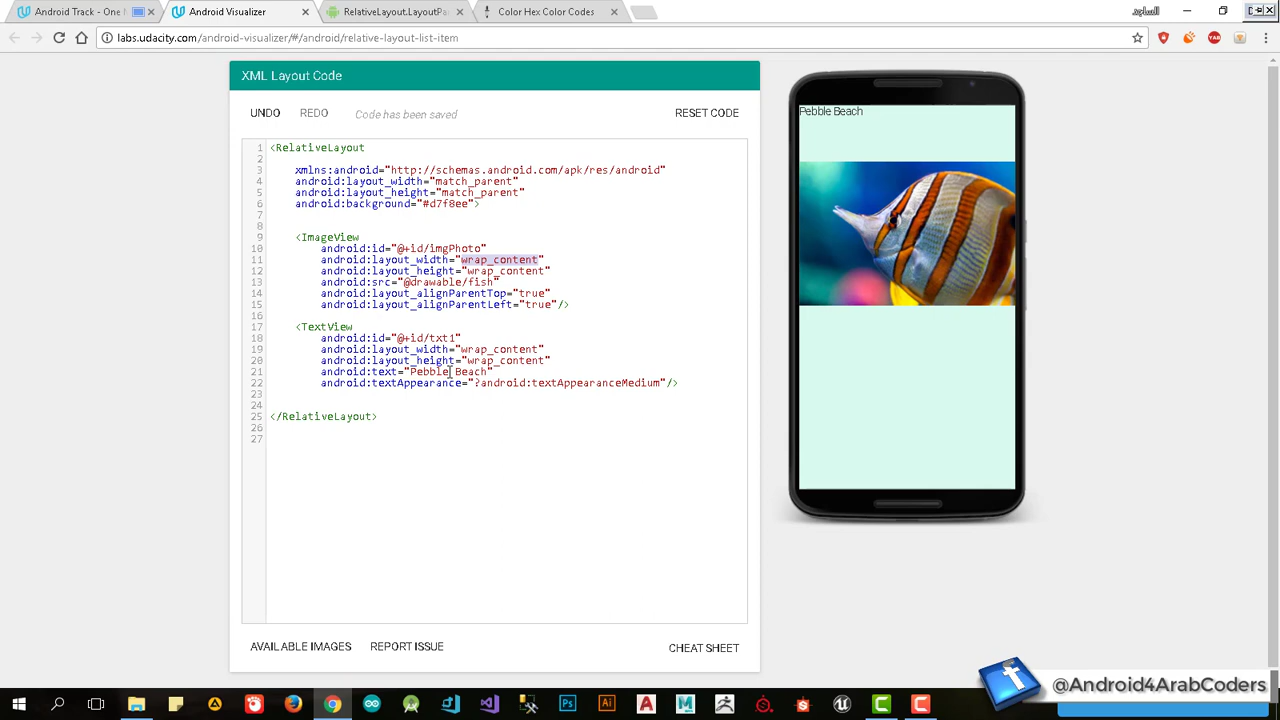 Android Track - One
Android Visualizer
RelativeLayout.LayoutPa
Color Hex Color Codes
labs.udacity.com/android-visualizer/#/android/relative-layout-list-item
XML Layout Code
UNDO REDO Code has been saved RESET CODE
1 <RelativeLayout
2
3 xmlns:android="http://schemas.android.com/apk/res/android"
4 android:layout_width="match_parent"
5 android:layout_height="match_parent"
6 android:background="#d7f8ee">
7
8
9 <ImageView
10 android:id="@+id/imgPhoto"
11 android:layout_width="wrap_content"
12 android:layout_height="wrap_content"
13 android:src="@drawable/fish"
14 android:layout_alignParentTop="true"
15 android:layout_alignParentLeft="true"/>
16
17 <TextView
18 android:id="@+id/txt1"
19 android:layout_width="wrap_content"
20 android:layout_height="wrap_content"
21 android:text="Pebble Beach"
22 android:textAppearance="?android:textAppearanceMedium"/>
23
24
25 </RelativeLayout>
26
27
Pebble Beach
AVAILABLE IMAGES REPORT ISSUE CHEAT SHEET
@Android4ArabCoders